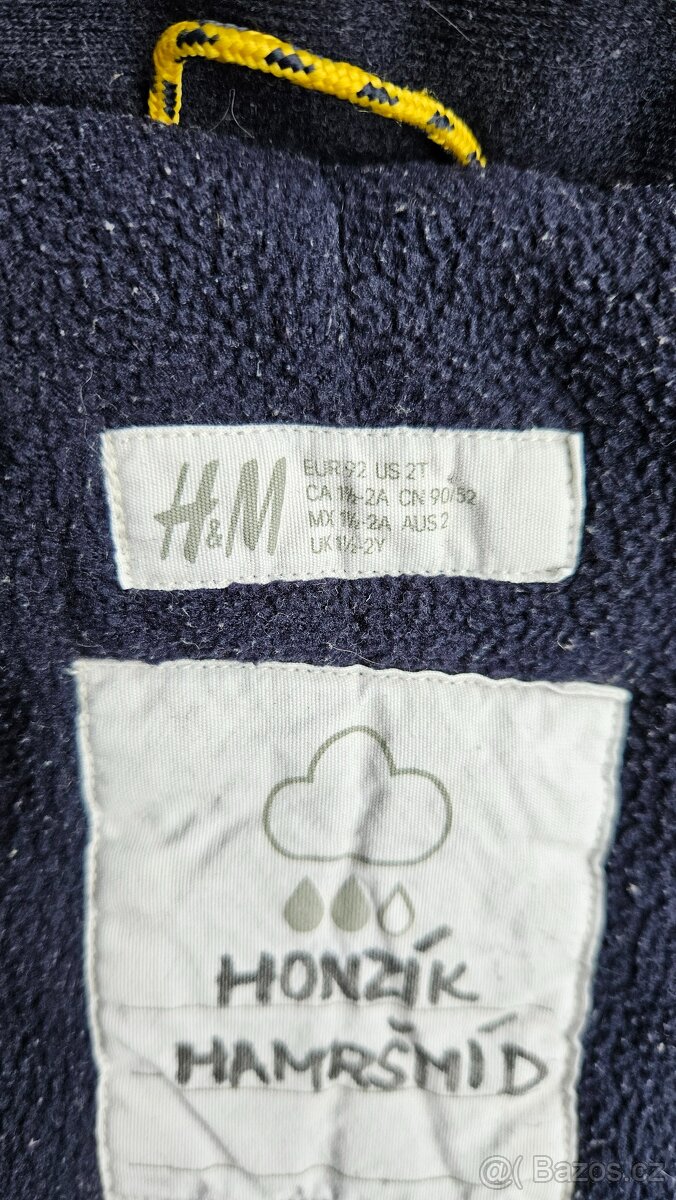 H&M
EUR 92 US 2T
CA 1½-2A CN 90/52
MX 1½-2A AUS 2
UK 1½-2Y
HONZÍK
HAMRŠMÍD
@( Bazos.cz